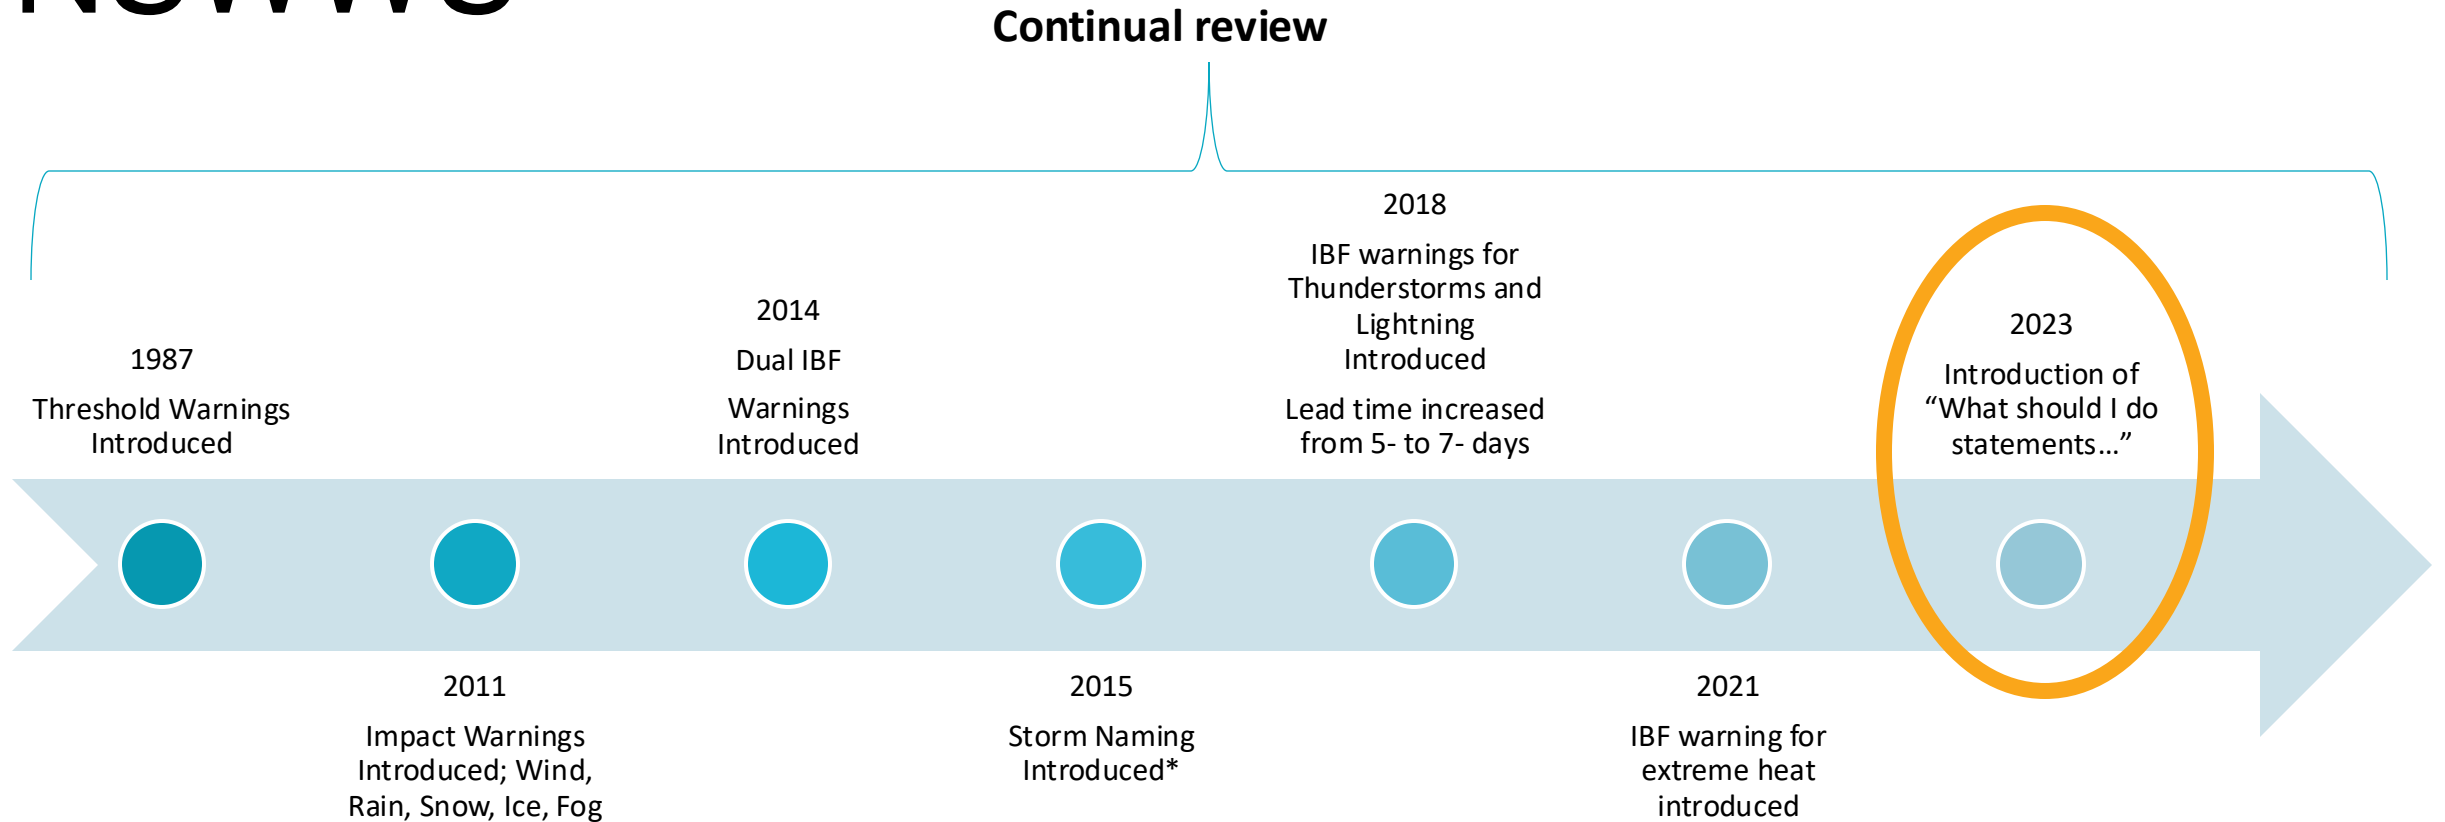 NSWWS
Continual review
1987
Threshold Warnings
Introduced
2011
Impact Warnings
Introduced; Wind,
Rain, Snow, Ice, Fog
2014
Dual IBF
Warnings
Introduced
2015
Storm Naming
Introduced*
2018
IBF warnings for
Thunderstorms and
Lightning
Introduced
Lead time increased
from 5- to 7- days
2021
IBF warning for
extreme heat
introduced
2023
Introduction of
“What should I do
statements…”